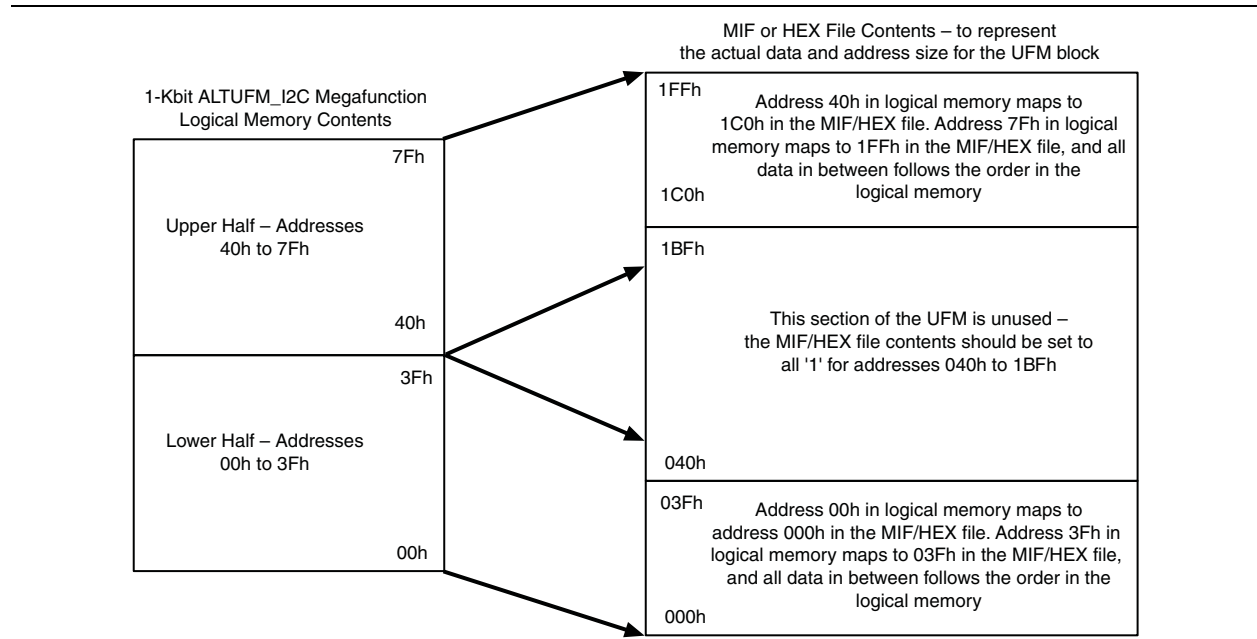 MIF or HEX File Contents – to represent
the actual data and address size for the UFM block
1-Kbit ALTUFM_I2C Megafunction
Logical Memory Contents
7Fh
Upper Half – Addresses
40h to 7Fh
40h
3Fh
Lower Half – Addresses
00h to 3Fh
00h
1FFh
Address 40h in logical memory maps to
1C0h in the MIF/HEX file. Address 7Fh in logical
memory maps to 1FFh in the MIF/HEX file, and all
data in between follows the order in the
logical memory
1C0h
1BFh
This section of the UFM is unused –
the MIF/HEX file contents should be set to
all '1' for addresses 040h to 1BFh
040h
03Fh
Address 00h in logical memory maps to
address 000h in the MIF/HEX file. Address 3Fh in
logical memory maps to 03Fh in the MIF/HEX file,
and all data in between follows the order in the
logical memory
000h